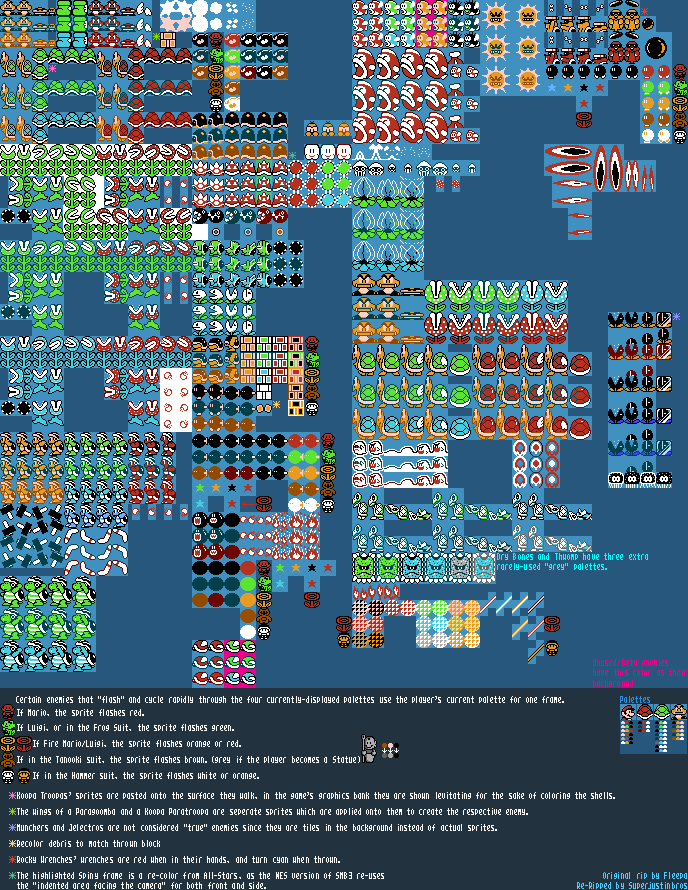 Dry Bones and Thwomp have three extra
rarely-used "grey" palettes.
Certain enemies that "flash" and cycle rapidly through the four currently-displayed palettes use the player's current palette for one frame.
Palettes
If Mario, the sprite flashes red.
If Luigi, or in the Frog Suit, the sprite flashes green.
If Fire Mario/Luigi, the sprite flashes orange or red.
If in the Tanooki suit, the sprite flashes brown, (grey if the player becomes a Statue)
If in the Hammer suit, the sprite flashes white or orange.
Koopa Troopas' sprites are pasted onto the surface they walk, in the game's graphics bank they are shown levitating for the sake of coloring the shells.
The wings of a Paragoomba and a Koopa Paratroopa are seperate sprites which are applied onto them to create the respective enemy.
Munchers and Jelectros are not considered "true" enemies since they are tiles in the background instead of actual sprites.
Recolor debris to match thrown block
Rocky Wrenches' wrenches are red when in their hands, and turn cyan when thrown.
The highlighted Spiny frame is a re-color from All-Stars, as the NES version of SMB3 re-uses
the "indented area facing the camera" for both front and side.
Original rip by Fleepa
Re-Ripped by Superjustinbros